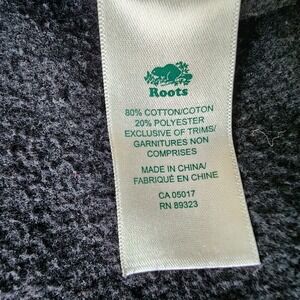 Roots
80% COTTON/COTON
20% POLYESTER
EXCLUSIVE OF TRIMS/
GARNITURES NON
COMPRISES
MADE IN CHINA/
FABRIQUÉ EN CHINE
CA 05017
RN 89323